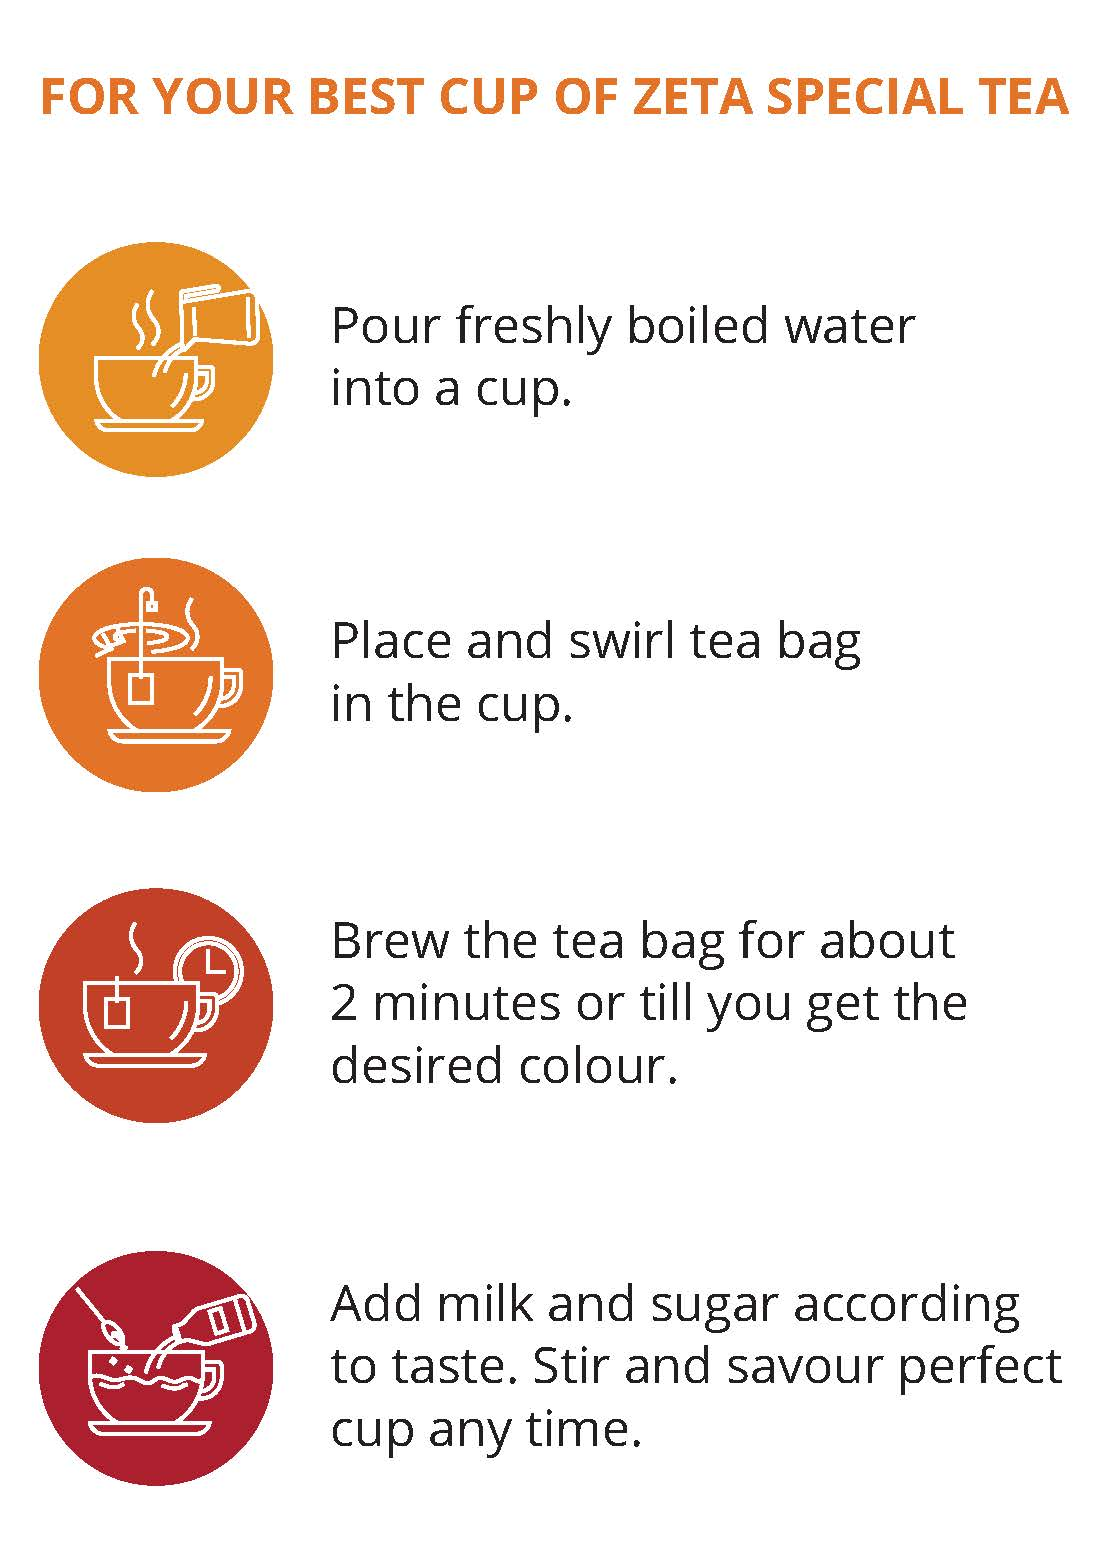 FOR YOUR BEST CUP OF ZETA SPECIAL TEA
Pour freshly boiled water
into a cup.
Place and swirl tea bag
in the cup.
Brew the tea bag for about
2 minutes or till you get the
desired colour.
Add milk and sugar according
to taste. Stir and savour perfect
cup any time.